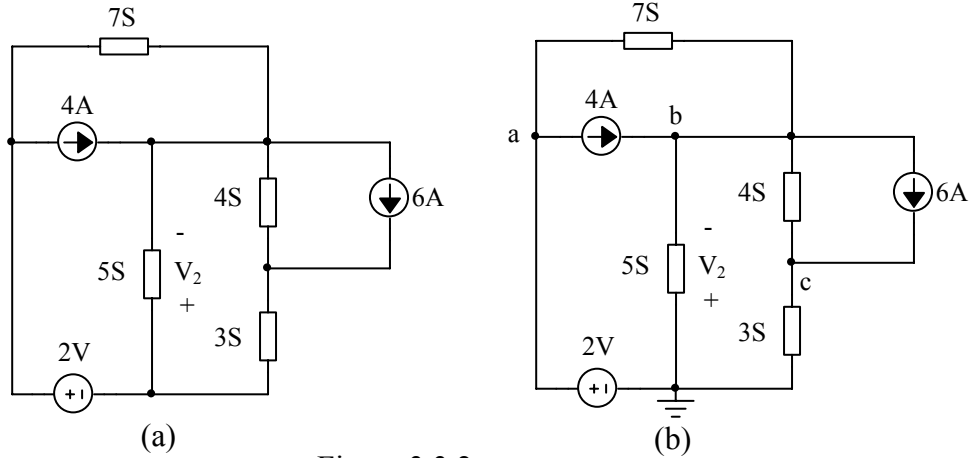 7S
4A
4S
6A
-
5S
V₂
+
3S
2V
+ I
(a)
7S
4A
b
a
4S
6A
-
5S
V₂
+
c
3S
2V
+ I
(b)